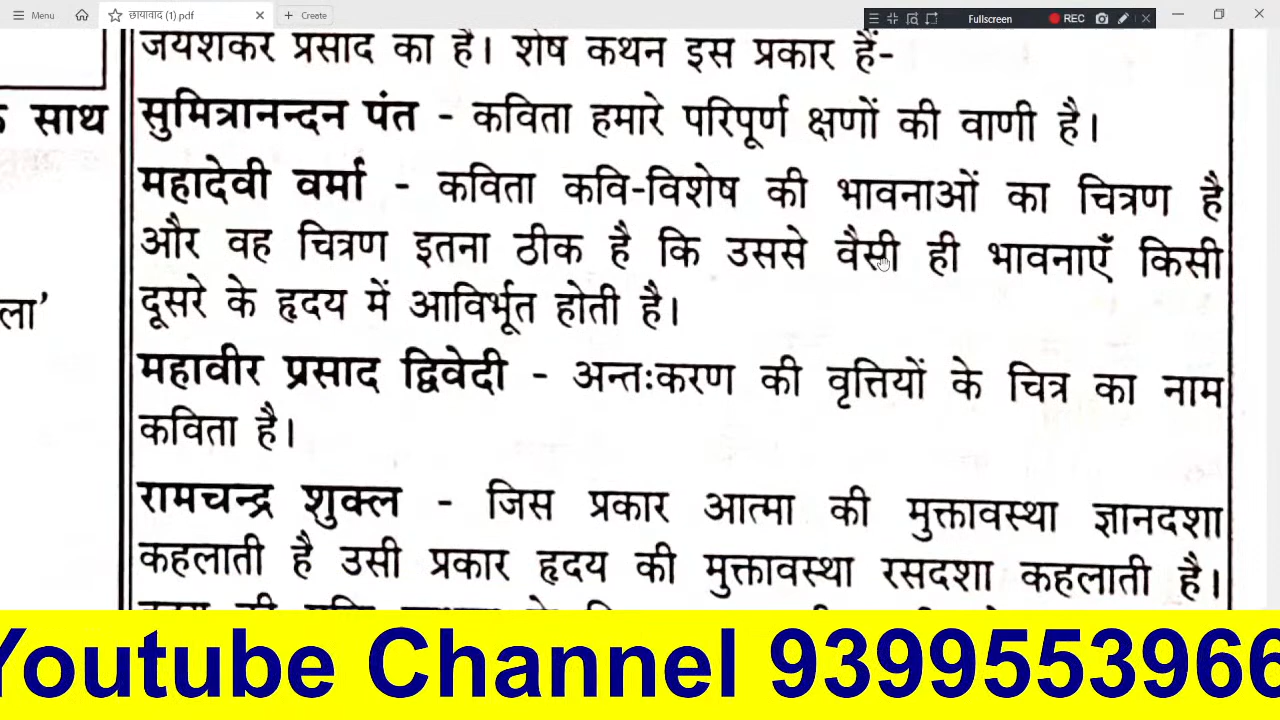 Menu
छायावाद (1).pdf
Create
Fullscreen
REC
जयशंकर प्रसाद का है। शेष कथन इस प्रकार हैं-
साथ
सुमित्रानन्दन पंत - कविता हमारे परिपूर्ण क्षणों की वाणी है।
महादेवी वर्मा - कविता कवि-विशेष की भावनाओं का चित्रण है
और वह चित्रण इतना ठीक है कि उससे वैसी ही भावनाएँ किसी
ला’
दूसरे के हृदय में आविर्भूत होती है।
महावीर प्रसाद द्विवेदी - अन्तःकरण की वृत्तियों के चित्र का नाम
कविता है।
रामचन्द्र शुक्ल - जिस प्रकार आत्मा की मुक्तावस्था ज्ञानदशा
कहलाती है उसी प्रकार हृदय की मुक्तावस्था रसदशा कहलाती है।
Youtube Channel 9399553966